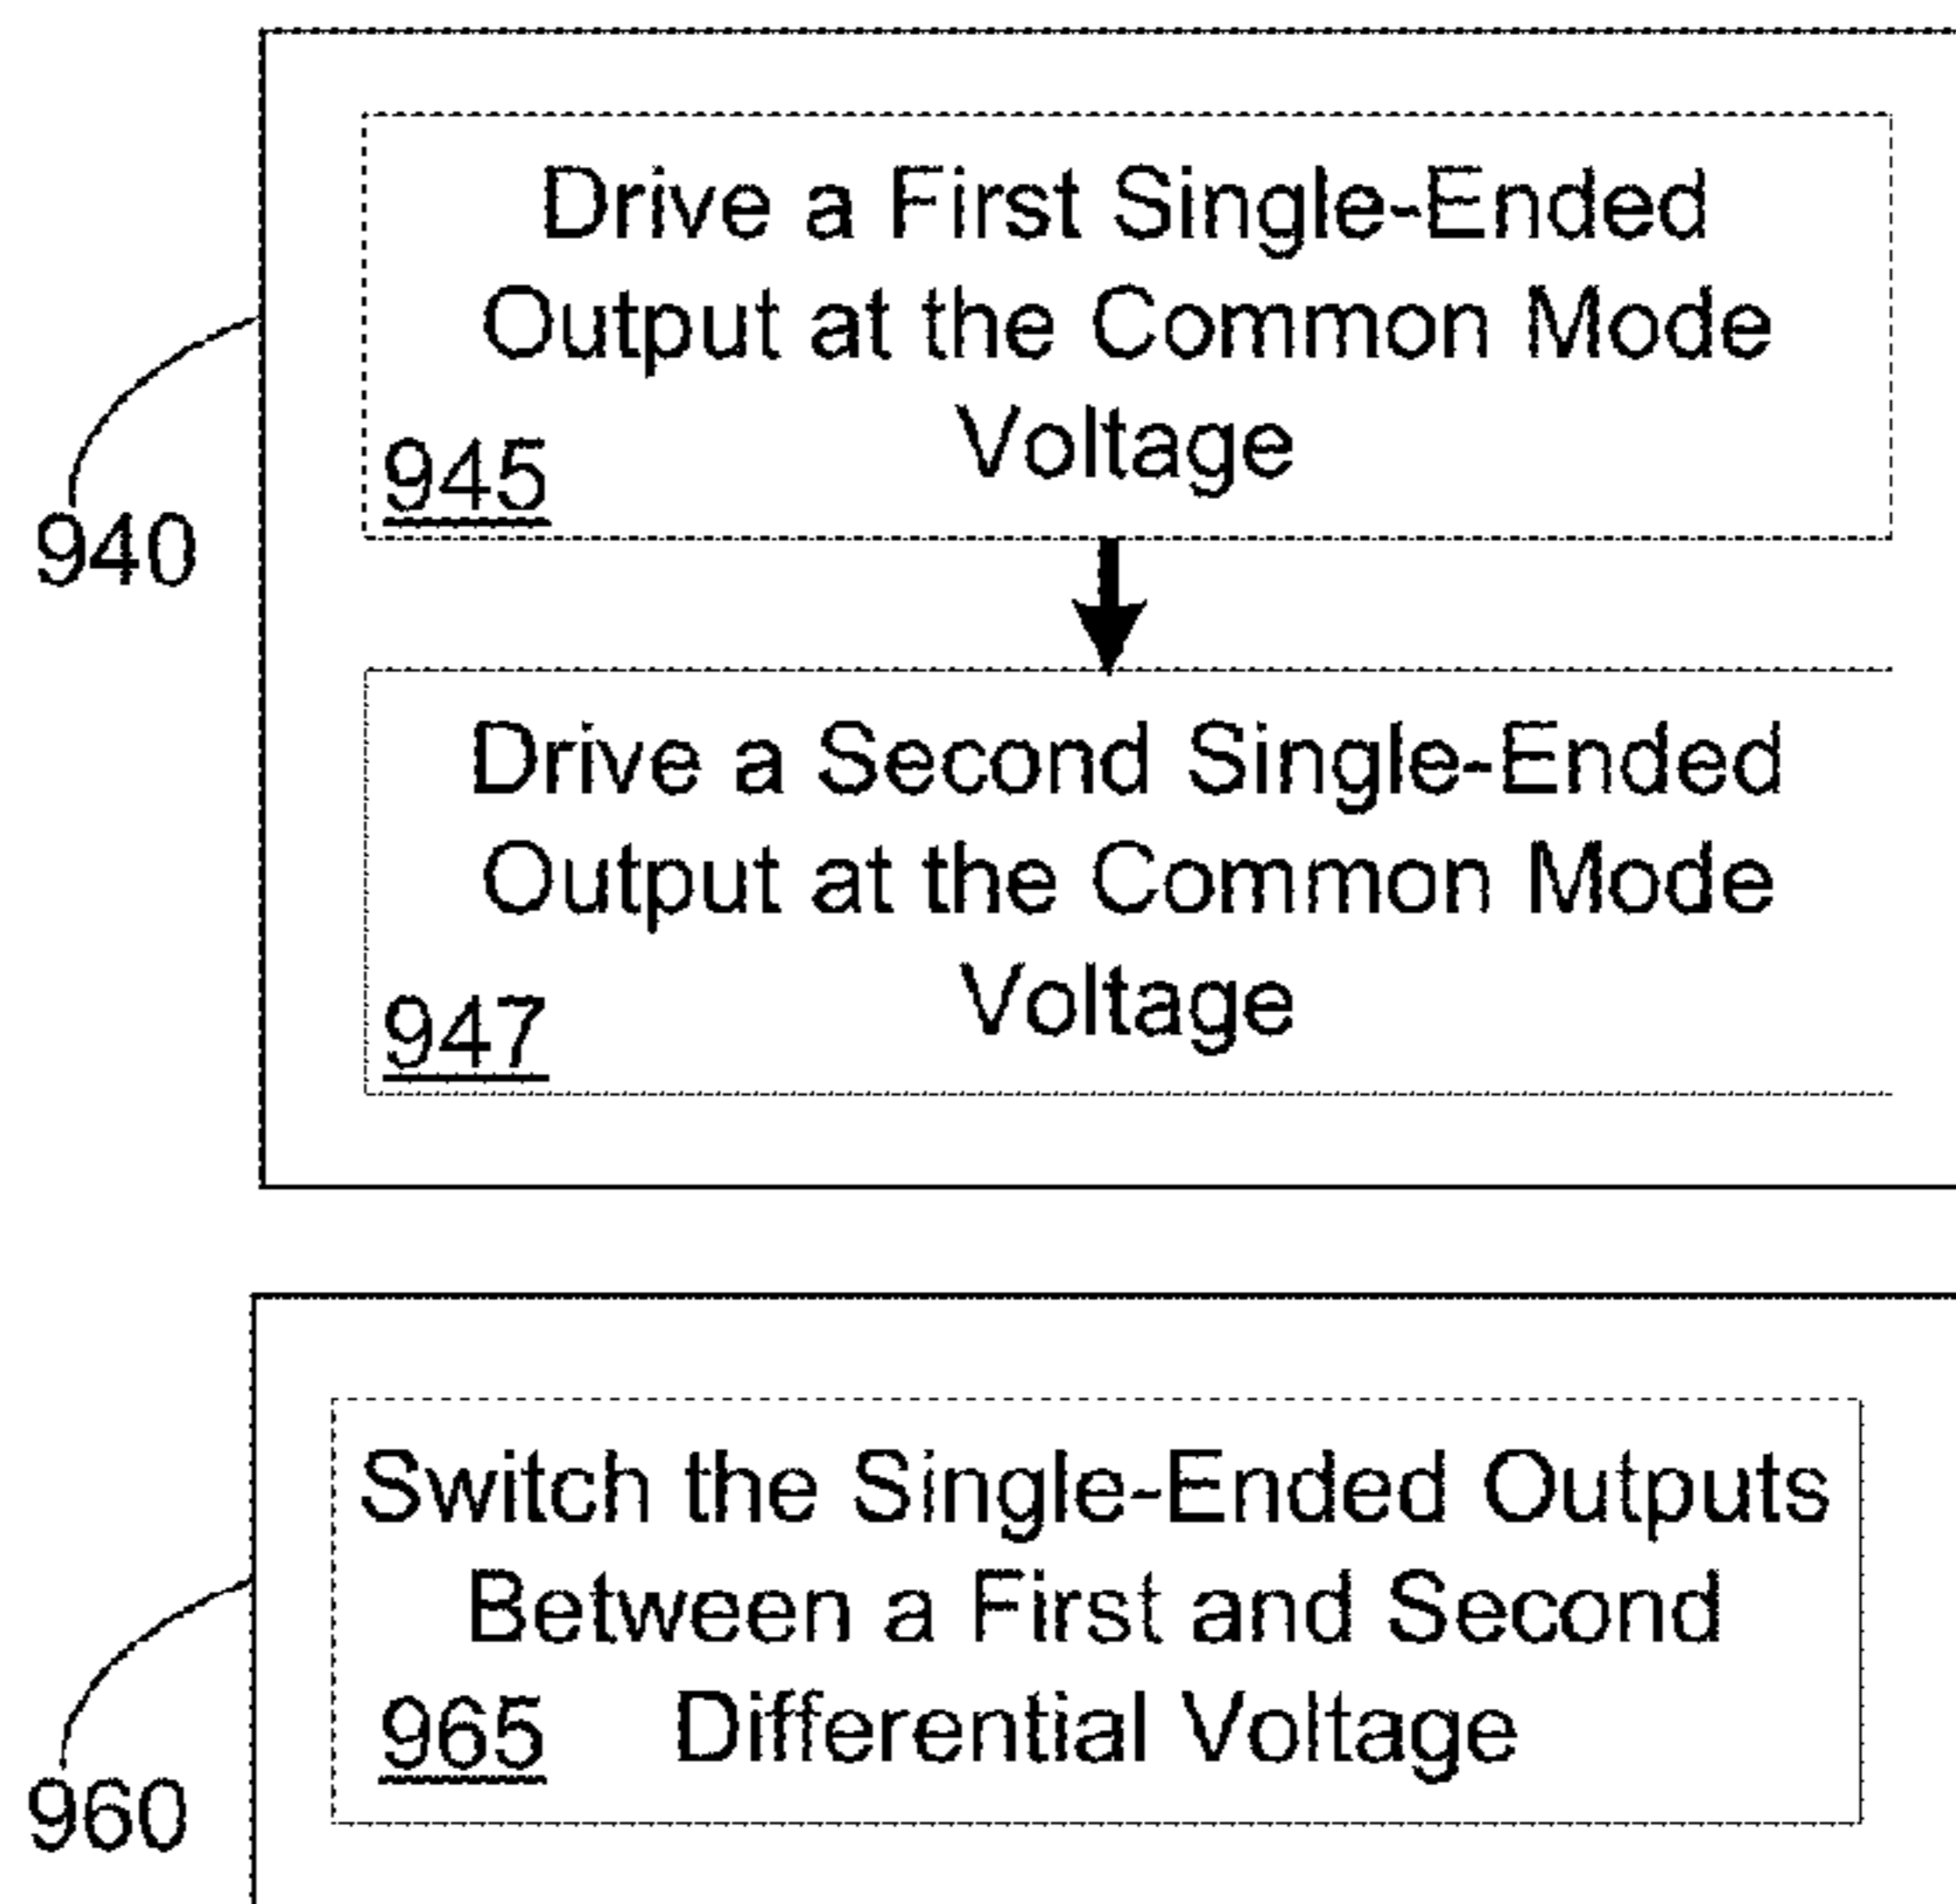 Drive a First Single-Ended
Output at the Common Mode
Voltage
945
940
Drive a Second Single-Ended
Output at the Common Mode
Voltage
947
Switch the Single-Ended Outputs
Between a First and Second
965 Differential Voltage
960